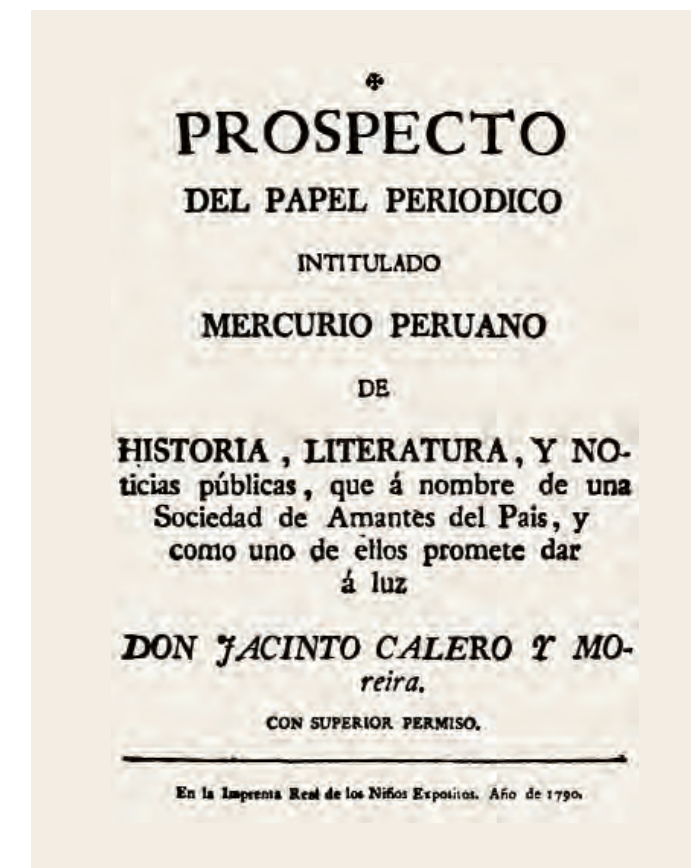 PROSPECTO
DEL PAPEL PERIODICO
INTITULADO
MERCURIO PERUANO
DE
HISTORIA , LITERATURA, Y NO-
ticias públicas, que á nombre de una
Sociedad de Amantes del Pais, y
como uno de ellos promete dar
á luz
DON JACINTO CALERO Y MO-
reira.
CON SUPERIOR PERMISO.
En la Imprenta Real de los Niños Expositos. Año de 1790.